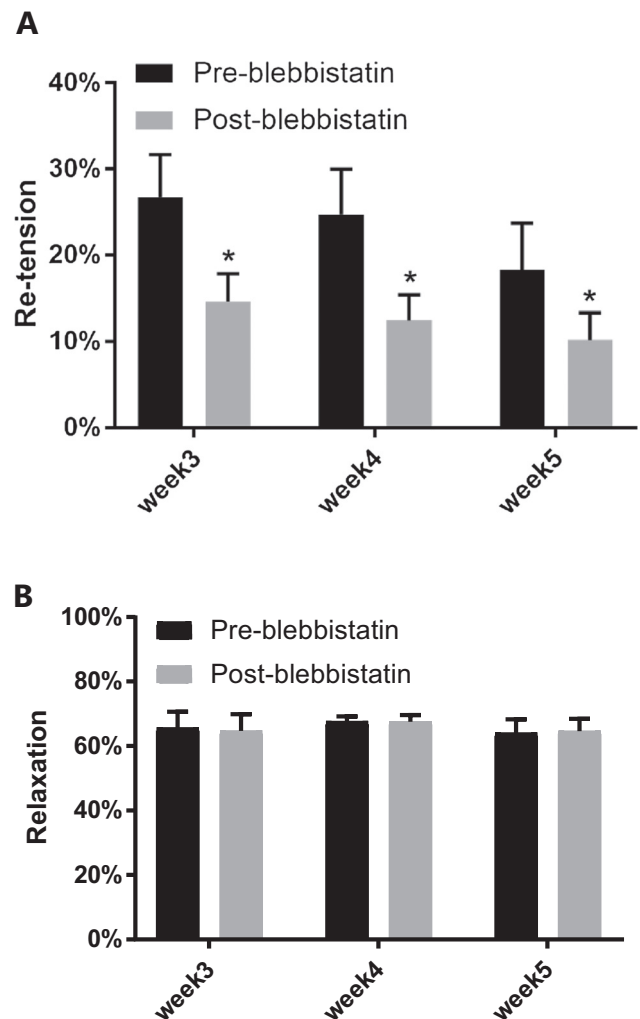 A
Pre-blebbistatin
Post-blebbistatin
Re-tension
40%
30%
20%
10%
0%
*
*
*
week3
week4
week5
B
Pre-blebbistatin
Post-blebbistatin
Relaxation
100%
80%
60%
40%
20%
0%
week3
week4
week5